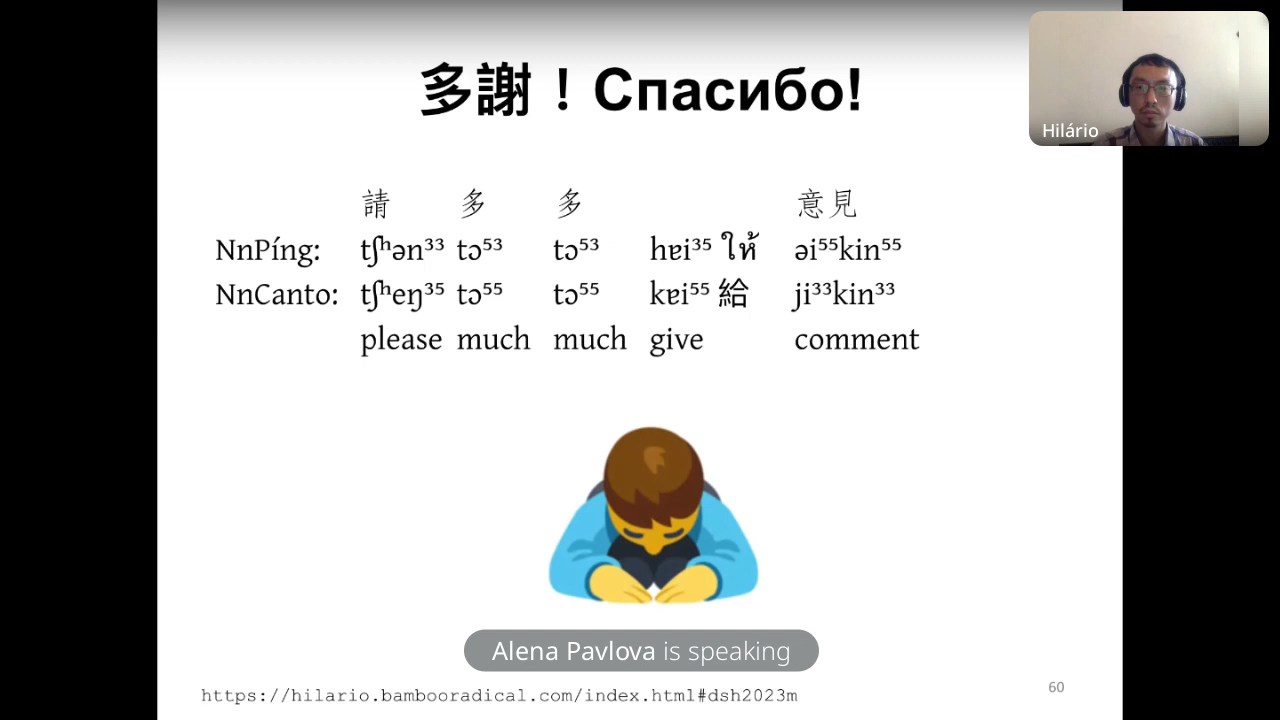 多謝！Спасибо!
Hilário
請 多 多 意見
NnPíng: tʃʰən³³ tɔ⁵³ tɔ⁵³ hɐi³⁵ ให้ əi⁵⁵kin⁵⁵
NnCanto: tʃʰeŋ³⁵ tɔ⁵⁵ tɔ⁵⁵ kɐi⁵⁵ 給 ji³³kin³³
please much much give comment
Alena Pavlova is speaking
https://hilario.bambooradical.com/index.html#dsh2023m
60